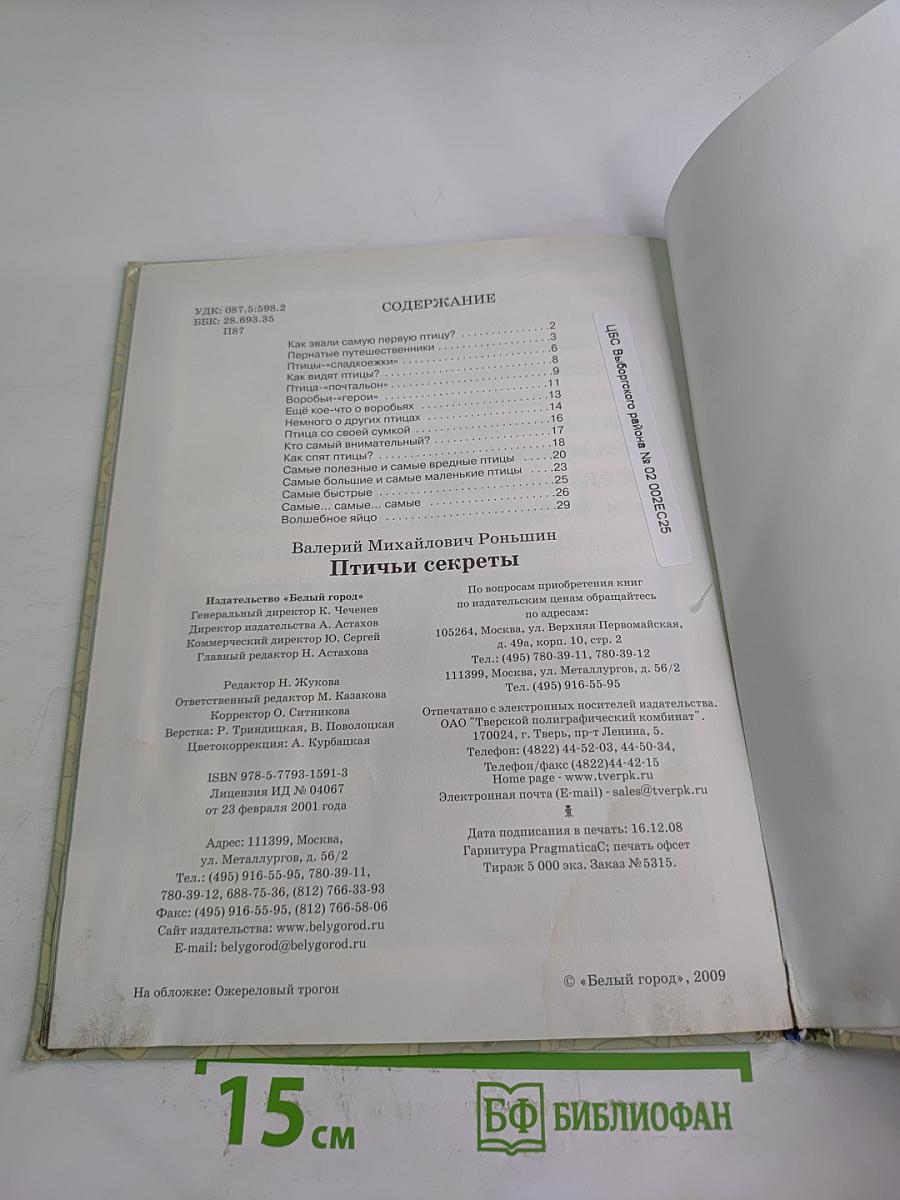 УДК: 087.5:598.2
ББК: 28.693.35
П87
СОДЕРЖАНИЕ
Как звали самую первую птицу? ..................2
Пернатые путешественники ......................3
Птицы-«сладкоежки» ............................6
Как видят птицы? ..............................8
Птица-«почтальон» .............................9
Воробьи-«герои» ..............................11
Ещё кое-что о воробьях .......................13
Немного о других птицах ......................14
Птица со своей сумкой ........................16
Кто самый внимательный? ......................17
Как спят птицы? ..............................18
Самые полезные и самые вредные птицы .....20
Самые большие и самые маленькие птицы ....23
Самые быстрые ............................25
Самые... самые... самые ..................26
Волшебное яйцо ...........................29
ЦБС Выборгского района № 02 002ЕС25
Валерий Михайлович Роньшин
Птичьи секреты
Издательство «Белый город»
Генеральный директор К. Чеченев
Директор издательства А. Астахов
Коммерческий директор Ю. Сергей
Главный редактор Н. Астахова
Редактор Н. Жукова
Ответственный редактор М. Казакова
Корректор О. Ситникова
Верстка: Р. Триндицкая, В. Поволоцкая
Цветокоррекция: А. Курбацкая
ISBN 978-5-7793-1591-3
Лицензия ИД № 04067
от 23 февраля 2001 года
Адрес: 111399, Москва,
ул. Металлургов, д. 56/2
Тел.: (495) 916-55-95, 780-39-11,
780-39-12, 688-75-36, (812) 766-33-93
Факс: (495) 916-55-95, (812) 766-58-06
Сайт издательства: www.belygorod.ru
E-mail: belygorod@belygorod.ru
По вопросам приобретения книг
по издательским ценам обращайтесь
по адресам:
105264, Москва, ул. Верхняя Первомайская,
д. 49а, корп. 10, стр. 2
Тел.: (495) 780-39-11, 780-39-12
111399, Москва, ул. Металлургов, д. 56/2
Тел. (495) 916-55-95
Отпечатано с электронных носителей издательства.
ОАО "Тверской полиграфический комбинат".
170024, г. Тверь, пр-т Ленина, 5.
Телефон: (4822) 44-52-03, 44-50-34,
Телефон/факс (4822)44-42-15
Home page - www.tverpk.ru
Электронная почта (E-mail) - sales@tverpk.ru
Дата подписания в печать: 16.12.08
Гарнитура PragmaticaC; печать офсет
Тираж 5 000 экз. Заказ №5315.
На обложке: Ожереловый трогон
© «Белый город», 2009
15 см
БФ БИБЛИОФАН